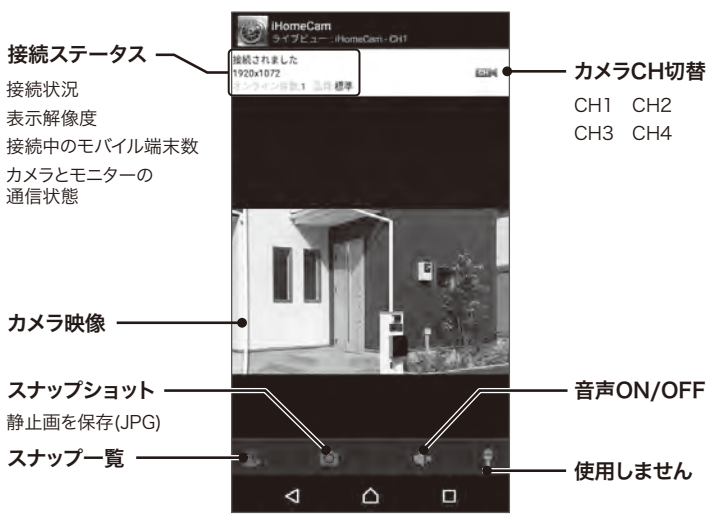 iHomeCam
ライブビュー : iHomeCam - CH1
接続ステータス
接続状況
表示解像度
接続中のモバイル端末数
カメラとモニターの
通信状態
接続されました
1920x1072
オンライン件数:1 品質:標準
CH
カメラCH切替
CH1 CH2
CH3 CH4
カメラ映像
スナップショット
静止画を保存(JPG)
スナップ一覧
音声ON/OFF
使用しません